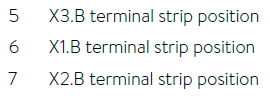 5 X3.B terminal strip position
6 X1.B terminal strip position
7 X2.B terminal strip position